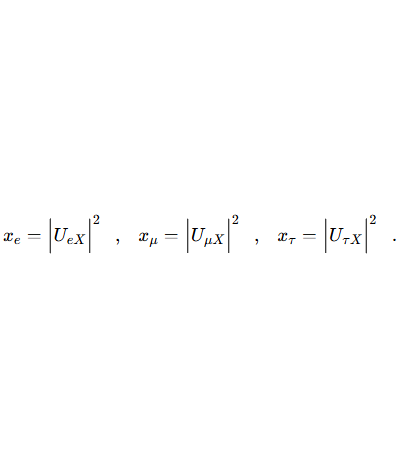 x_e = |U_{eX}|^2 , x_μ = |U_{μX}|^2 , x_τ = |U_{τX}|^2 .